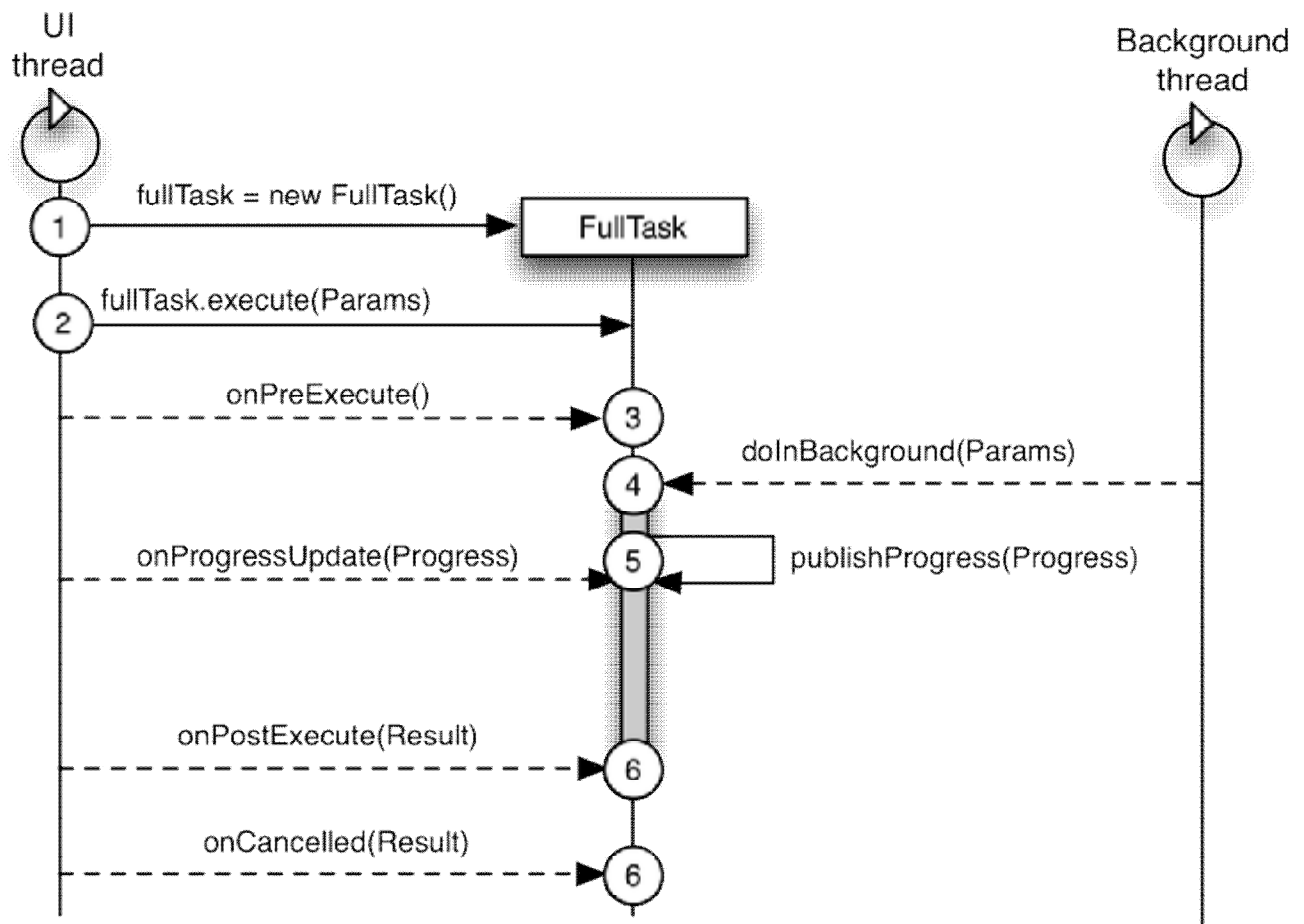 UI
thread
Background
thread
fullTask = new FullTask()
1
FullTask
fullTask.execute(Params)
2
onPreExecute()
3
doInBackground(Params)
4
onProgressUpdate(Progress)
5
publishProgress(Progress)
onPostExecute(Result)
6
onCancelled(Result)
6